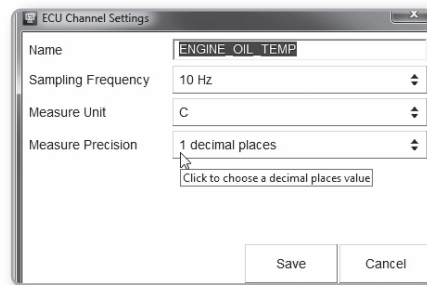 ECU Channel Settings
Name ENGINE_OIL_TEMP
Sampling Frequency 10 Hz
Measure Unit C
Measure Precision 1 decimal places
Click to choose a decimal places value
Save Cancel